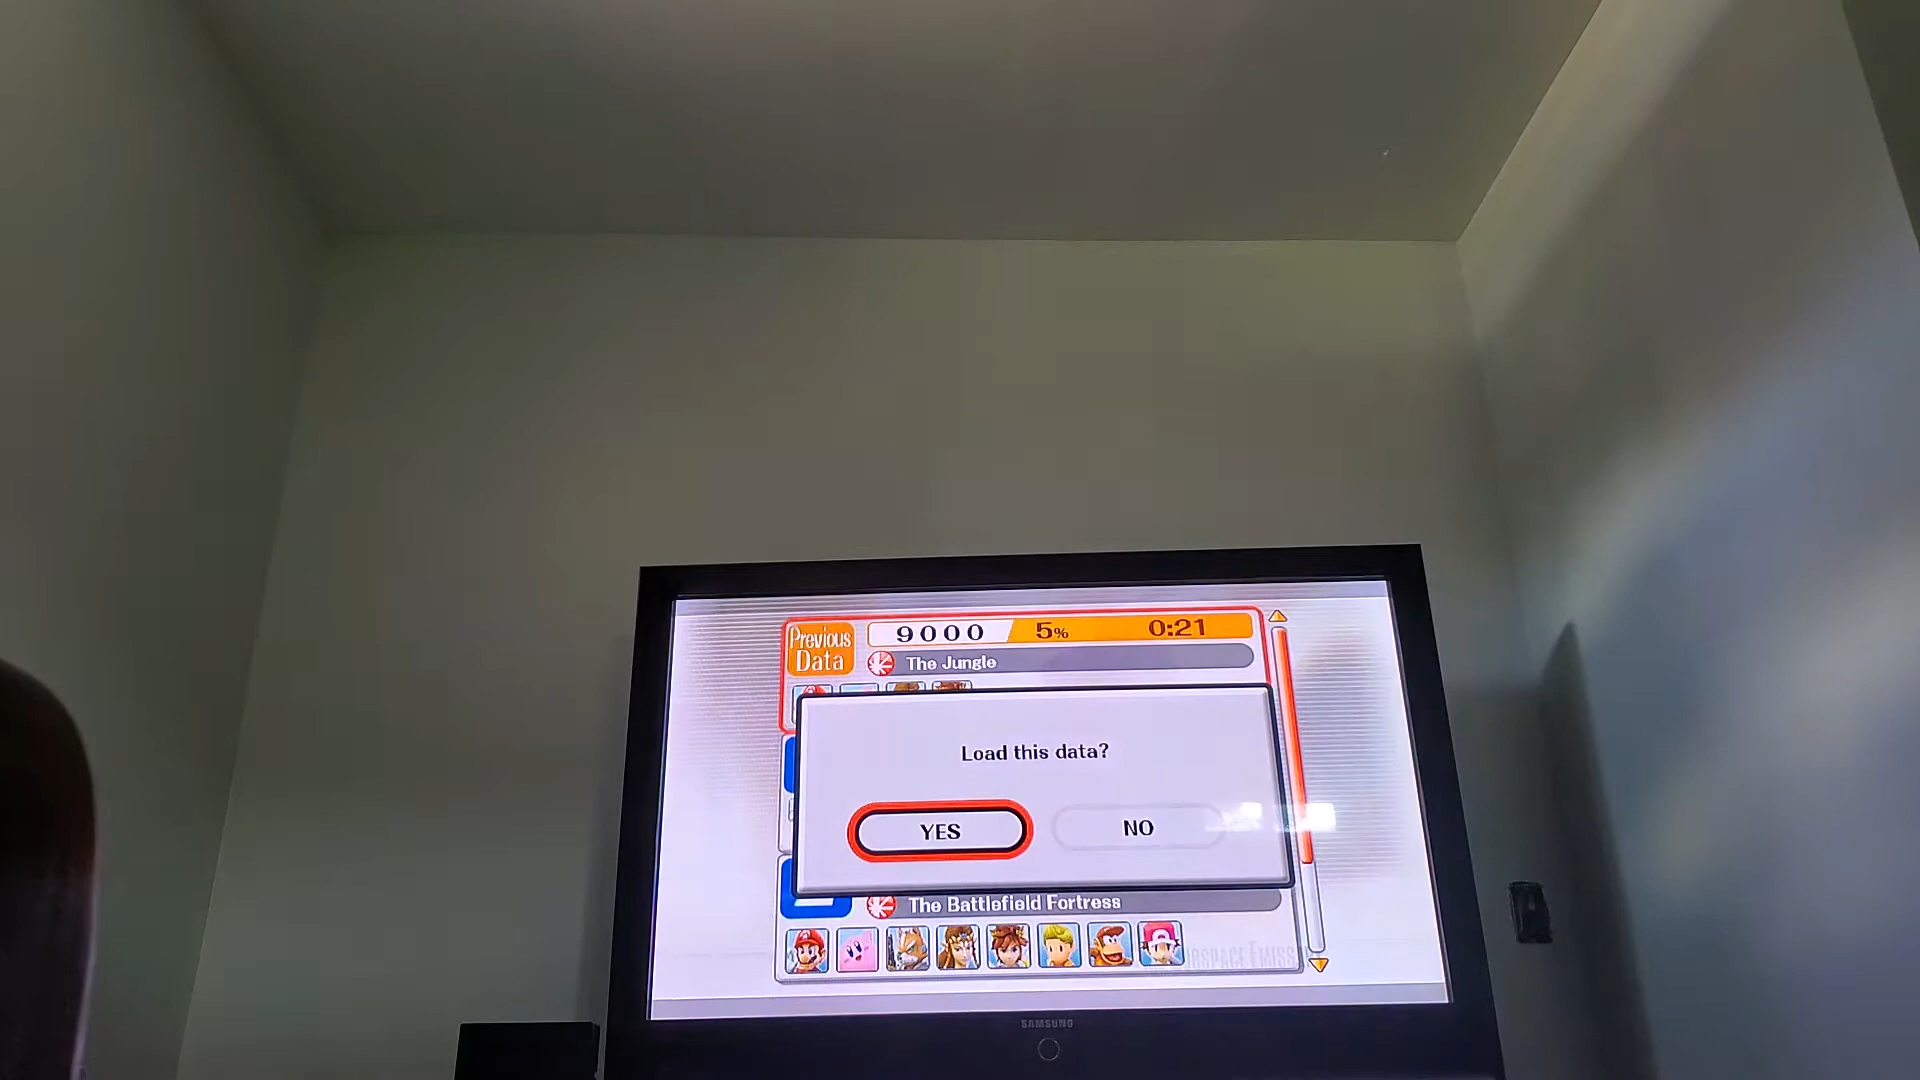 Previous
Data
9000
5%
0:21
The Jungle
Load this data?
YES
NO
The Battlefield Fortress
SAMSUNG